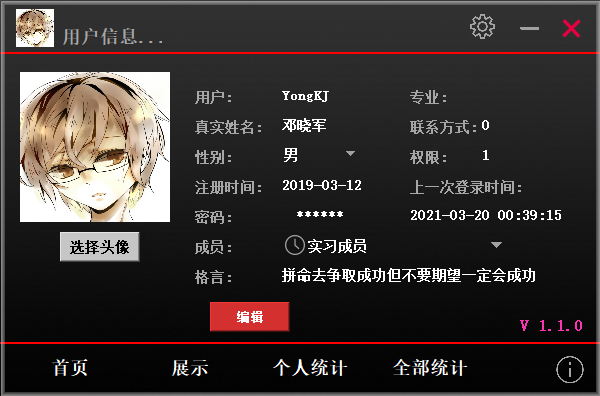 用户信息...
用户: YongKJ 专业:
真实姓名: 邓晓军 联系方式:0
性别: 男 权限: 1
注册时间: 2019-03-12 上一次登录时间:
密码: ****** 2021-03-20 00:39:15
选择头像
成员: 实习成员
格言: 拼命去争取成功但不要期望一定会成功
编辑
V 1.1.0
首页 展示 个人统计 全部统计